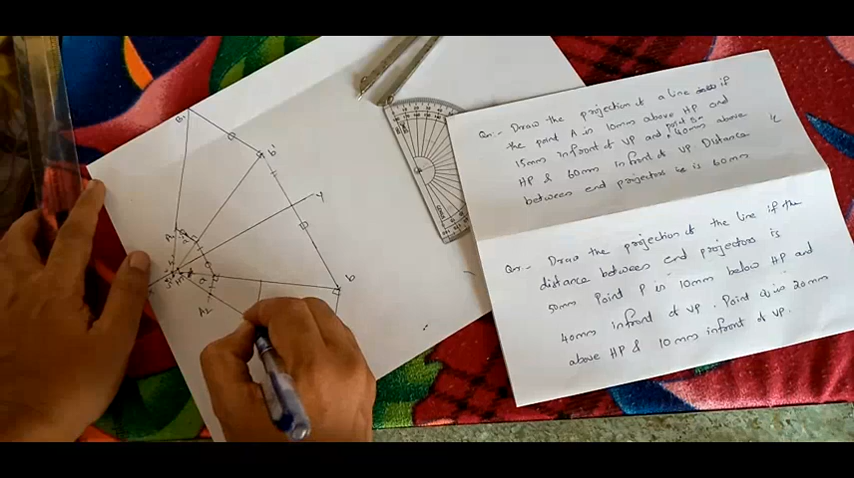 Qn:- Draw the projection of a line if
the point A is 10mm above HP and
15mm infront of VP and point B is 40mm above
HP & 60mm infront of VP. Distance
between end projectors is 60mm
Qn:- Draw the projection of the line if the
distance between end projectors is
50mm Point P is 10mm below HP and
40mm infront of VP. Point Q is 20mm
above HP & 10mm infront of VP.
B1
b'
y
A1
b
A2